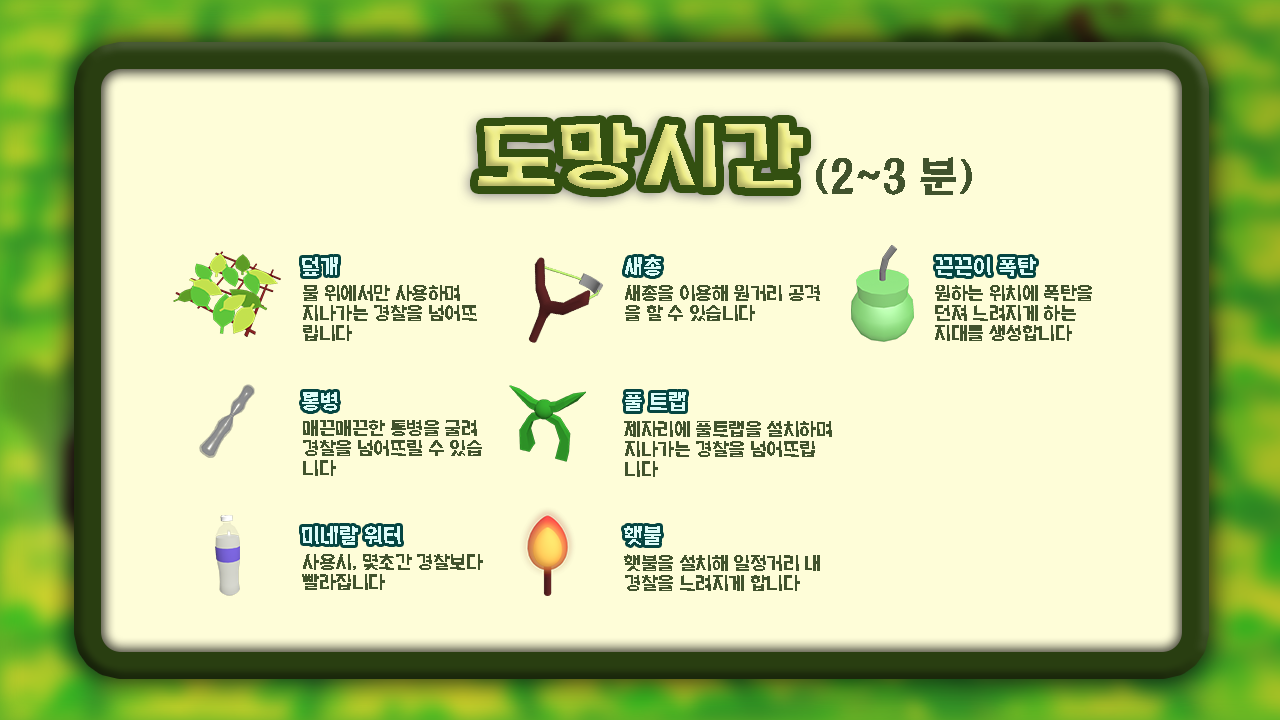 도망시간 (2~3 분)
덮개
물 위에서만 사용하며
지나가는 경찰을 넘어뜨
립니다
새총
새총을 이용해 원거리 공격
을 할 수 있습니다
끈끈이 폭탄
원하는 위치에 폭탄을
던져 느려지게 하는
지대를 생성합니다
통병
매끈매끈한 통병을 굴려
경찰을 넘어뜨릴 수 있습
니다
풀 트랩
제자리에 풀트랩을 설치하며
지나가는 경찰을 넘어뜨립
니다
미네랄 워터
사용시, 몇초간 경찰보다
빨라집니다
횃불
횃불을 설치해 일정거리 내
경찰을 느려지게 합니다